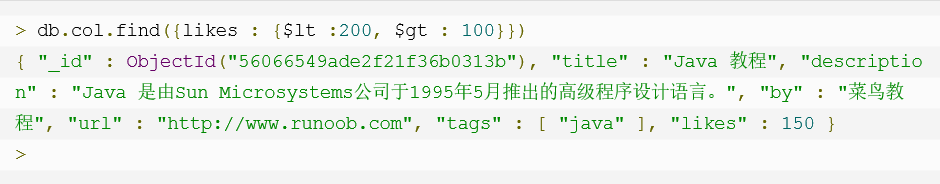 > db.col.find({likes : {$lt :200, $gt : 100}})
{ "_id" : ObjectId("56066549ade2f21f36b0313b"), "title" : "Java 教程", "descriptio
n" : "Java 是由Sun Microsystems公司于1995年5月推出的高级程序设计语言。", "by" : "菜鸟教
程", "url" : "http://www.runoob.com", "tags" : [ "java" ], "likes" : 150 }
>